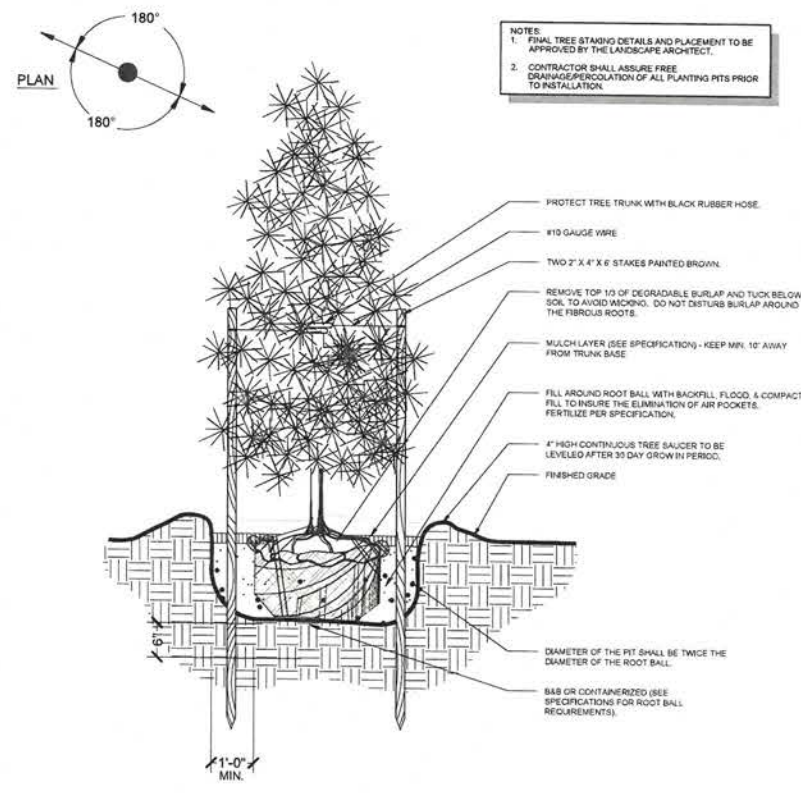 180°
PLAN
180°
NOTES:
1. FINAL TREE STAKING DETAILS AND PLACEMENT TO BE
APPROVED BY THE LANDSCAPE ARCHITECT.
2. CONTRACTOR SHALL ASSURE FREE
DRAINAGE/PERCOLATION OF ALL PLANTING PITS PRIOR
TO INSTALLATION.
PROTECT TREE TRUNK WITH BLACK RUBBER HOSE.
#10 GAUGE WIRE
TWO 2" X 4" X 6' STAKES PAINTED BROWN.
REMOVE TOP 1/3 OF DEGRADABLE BURLAP AND TUCK BELOW
SOIL TO AVOID WICKING. DO NOT DISTURB BURLAP AROUND
THE FIBROUS ROOTS.
MULCH LAYER (SEE SPECIFICATION) - KEEP MIN. 10" AWAY
FROM TRUNK BASE
FILL AROUND ROOT BALL WITH BACKFILL, FLOOD, & COMPACT
FILL TO INSURE THE ELIMINATION OF AIR POCKETS.
FERTILIZE PER SPECIFICATION.
4" HIGH CONTINUOUS TREE SAUCER TO BE
LEVELED AFTER 30 DAY GROW IN PERIOD.
FINISHED GRADE
6"
DIAMETER OF THE PIT SHALL BE TWICE THE
DIAMETER OF THE ROOT BALL.
B&B OR CONTAINERIZED (SEE
SPECIFICATIONS FOR ROOT BALL
REQUIREMENTS).
1'-0"
MIN.